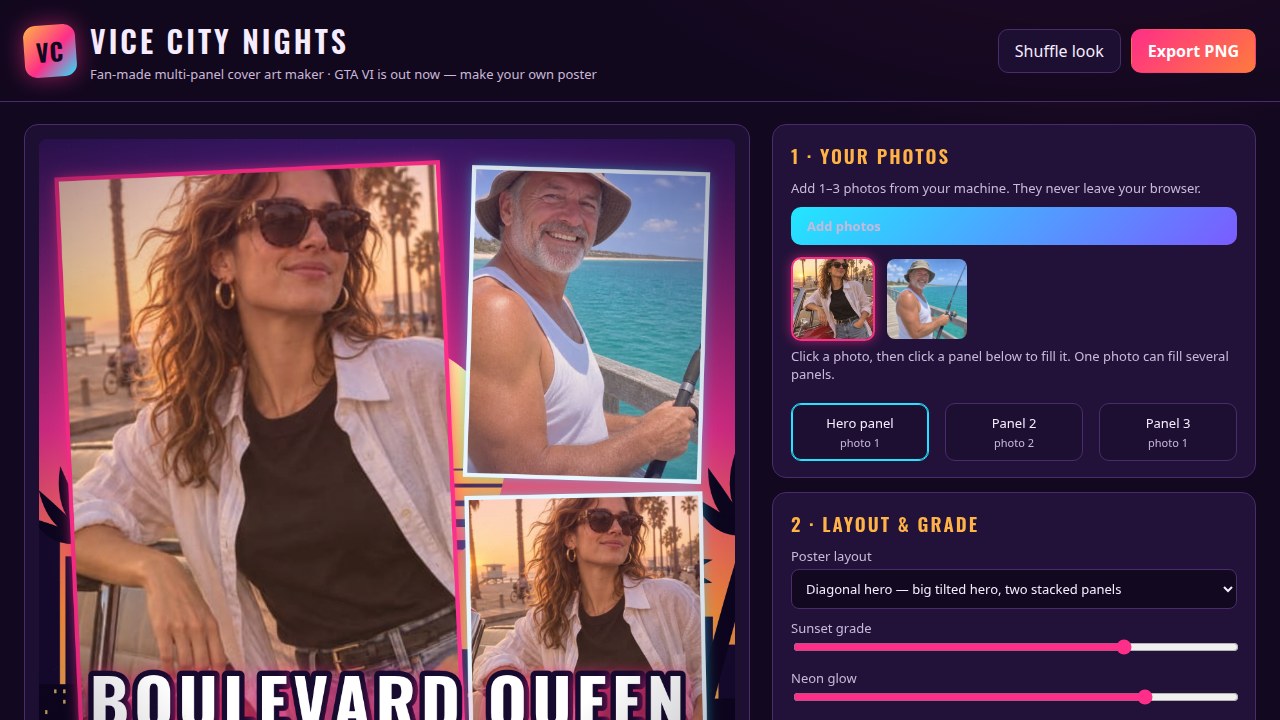 VC
VICE CITY NIGHTS
Fan-made multi-panel cover art maker · GTA VI is out now — make your own poster
Shuffle look
Export PNG
BOULEVARD QUEEN
1 · YOUR PHOTOS
Add 1–3 photos from your machine. They never leave your browser.
Add photos
Click a photo, then click a panel below to fill it. One photo can fill several
panels.
Hero panel
photo 1
Panel 2
photo 2
Panel 3
photo 1
2 · LAYOUT & GRADE
Poster layout
Diagonal hero — big tilted hero, two stacked panels
Sunset grade
Neon glow